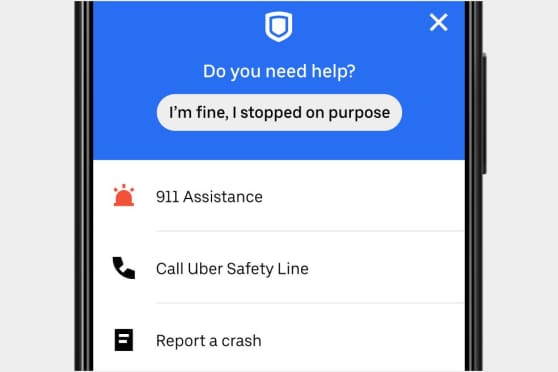 Do you need help?
I'm fine, I stopped on purpose
911 Assistance
Call Uber Safety Line
Report a crash